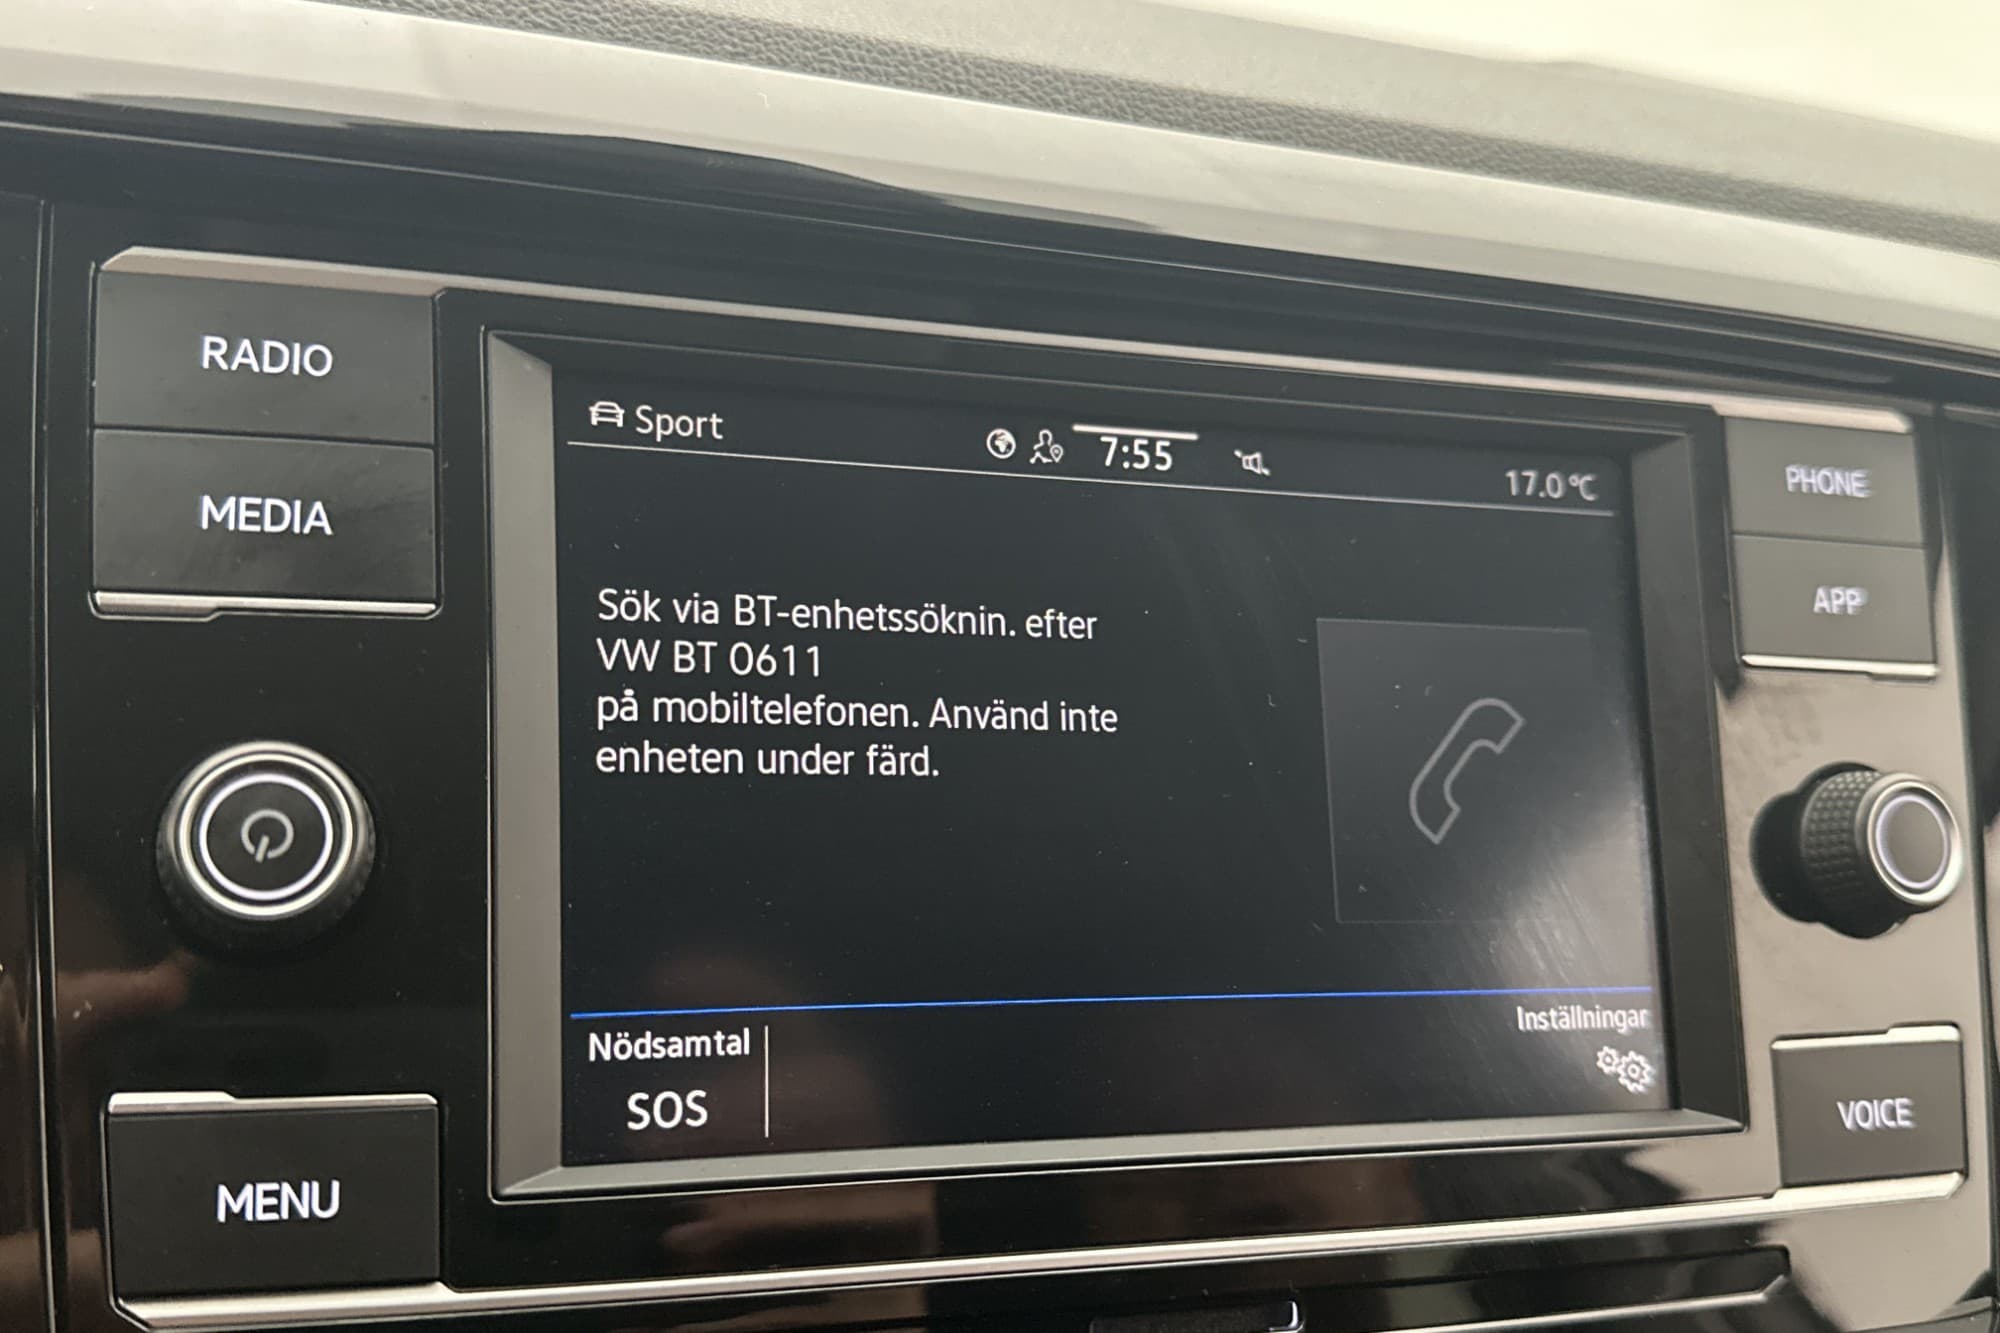 RADIO
MEDIA
MENU
Sport
7:55
17.0 °C
Sök via BT-enhetssöknin. efter
VW BT 0611
på mobiltelefonen. Använd inte
enheten under färd.
Nödsamtal
SOS
Inställningar
PHONE
APP
VOICE